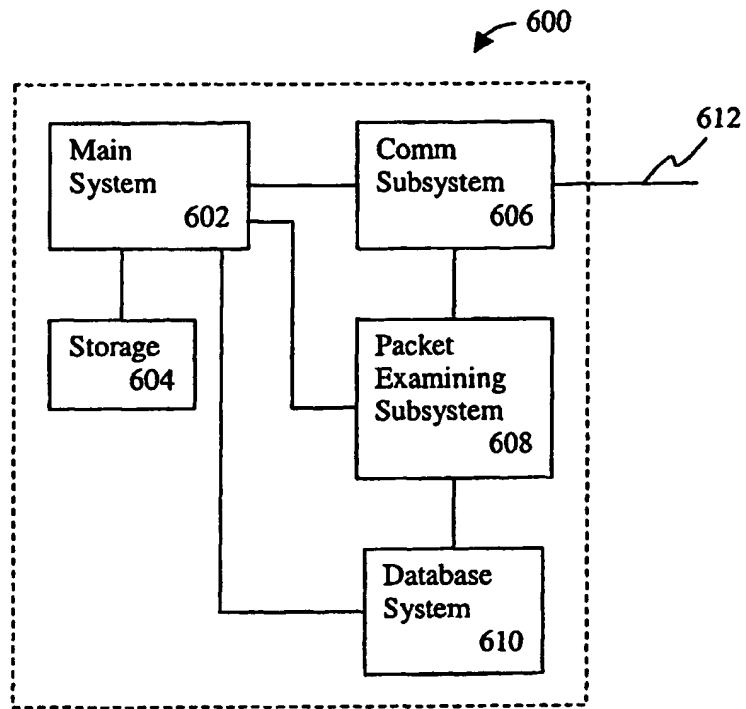 600
612
Main
System
602
Comm
Subsystem
606
Storage
604
Packet
Examining
Subsystem
608
Database
System
610